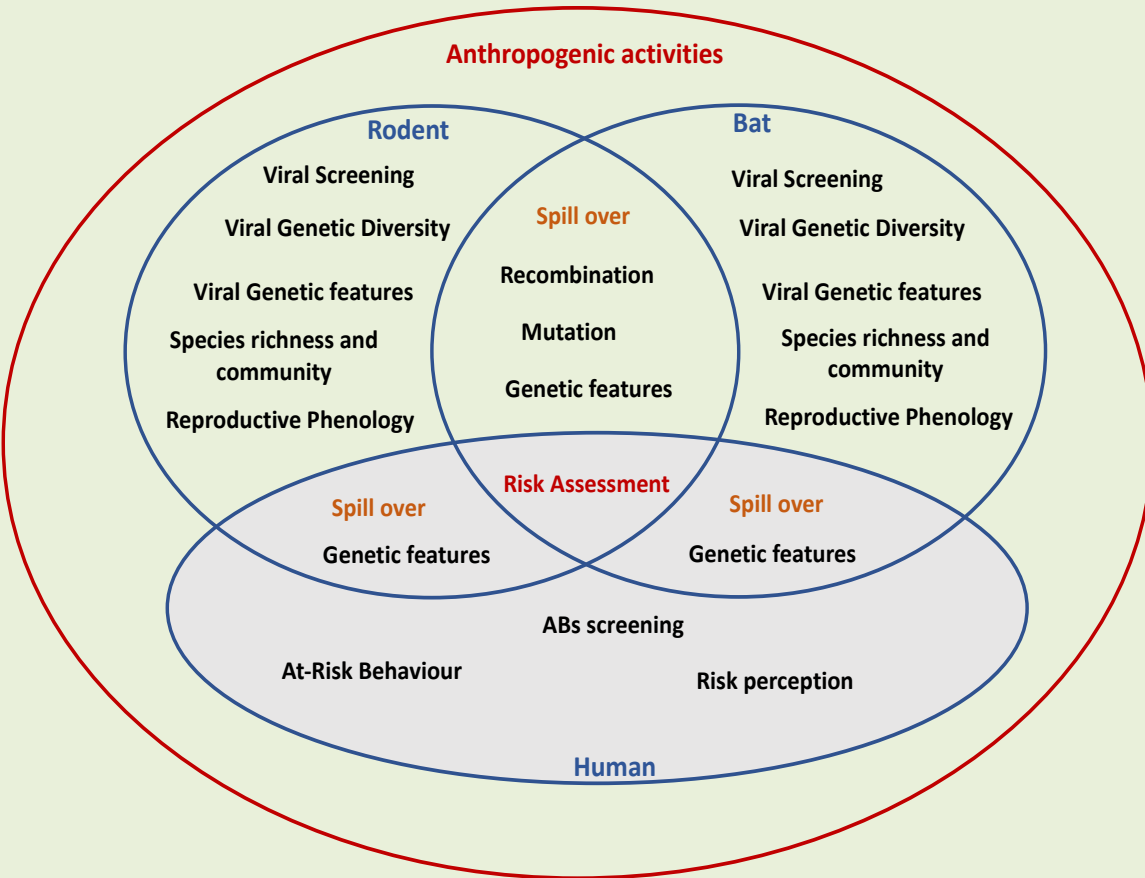 Anthropogenic activities
Rodent
Viral Screening
Viral Genetic Diversity
Viral Genetic features
Species richness and
community
Reproductive Phenology
Spill over
Recombination
Mutation
Genetic features
Bat
Viral Screening
Viral Genetic Diversity
Viral Genetic features
Species richness and
community
Reproductive Phenology
Risk Assessment
Spill over
Genetic features
Spill over
Genetic features
ABs screening
At-Risk Behaviour
Risk perception
Human